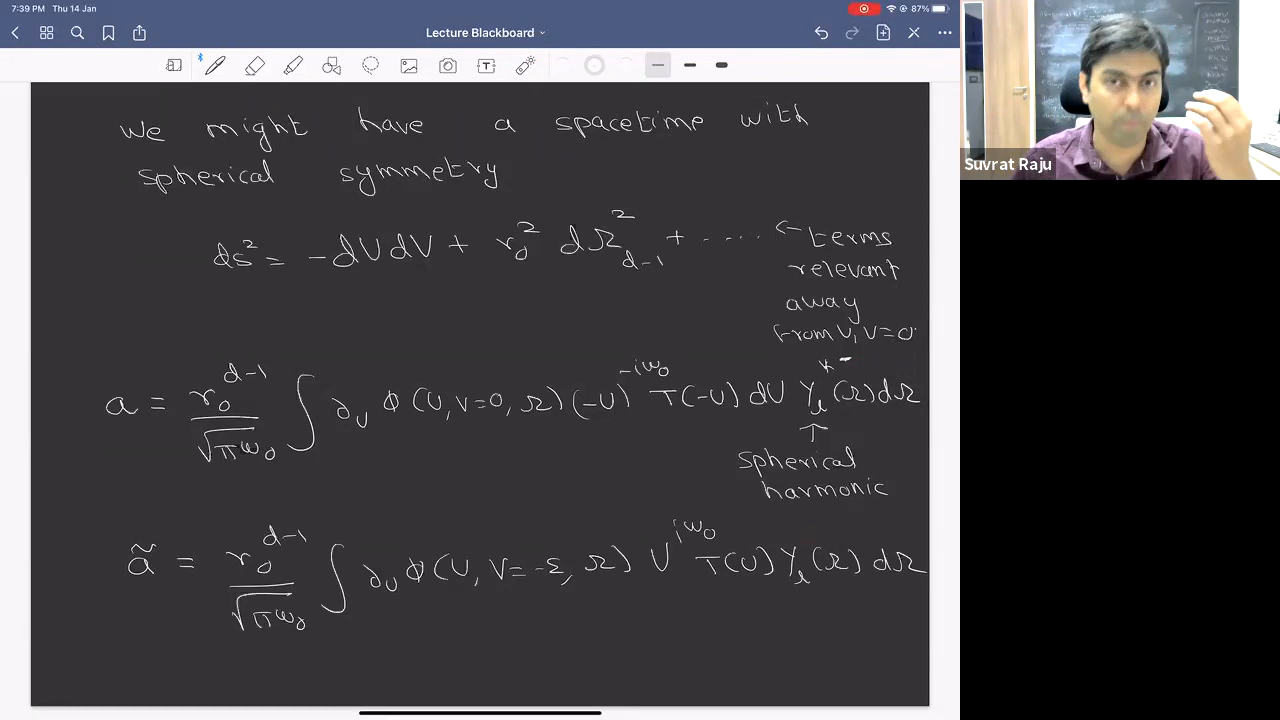 7:39 PM Thu 14 Jan
87%
Lecture Blackboard
Suvrat Raju
We might have a spacetime with
spherical symmetry
ds² = -dU dV + r₀² dΩ²_{d-1} + ..... ← terms
relevant
away
from U, V=0
a = r₀^{d-1}/√(πω₀) ∫ ∂_U ϕ(U, V=0, Ω) (-U)^{-iω₀} T(-U) dU Y*_ℓ(Ω) dΩ
↑
spherical
harmonic
ã = r₀^{d-1}/√(πω₀) ∫ ∂_U ϕ(U, V=-ε, Ω) U^{iω₀} T(U) Y_ℓ(Ω) dΩ